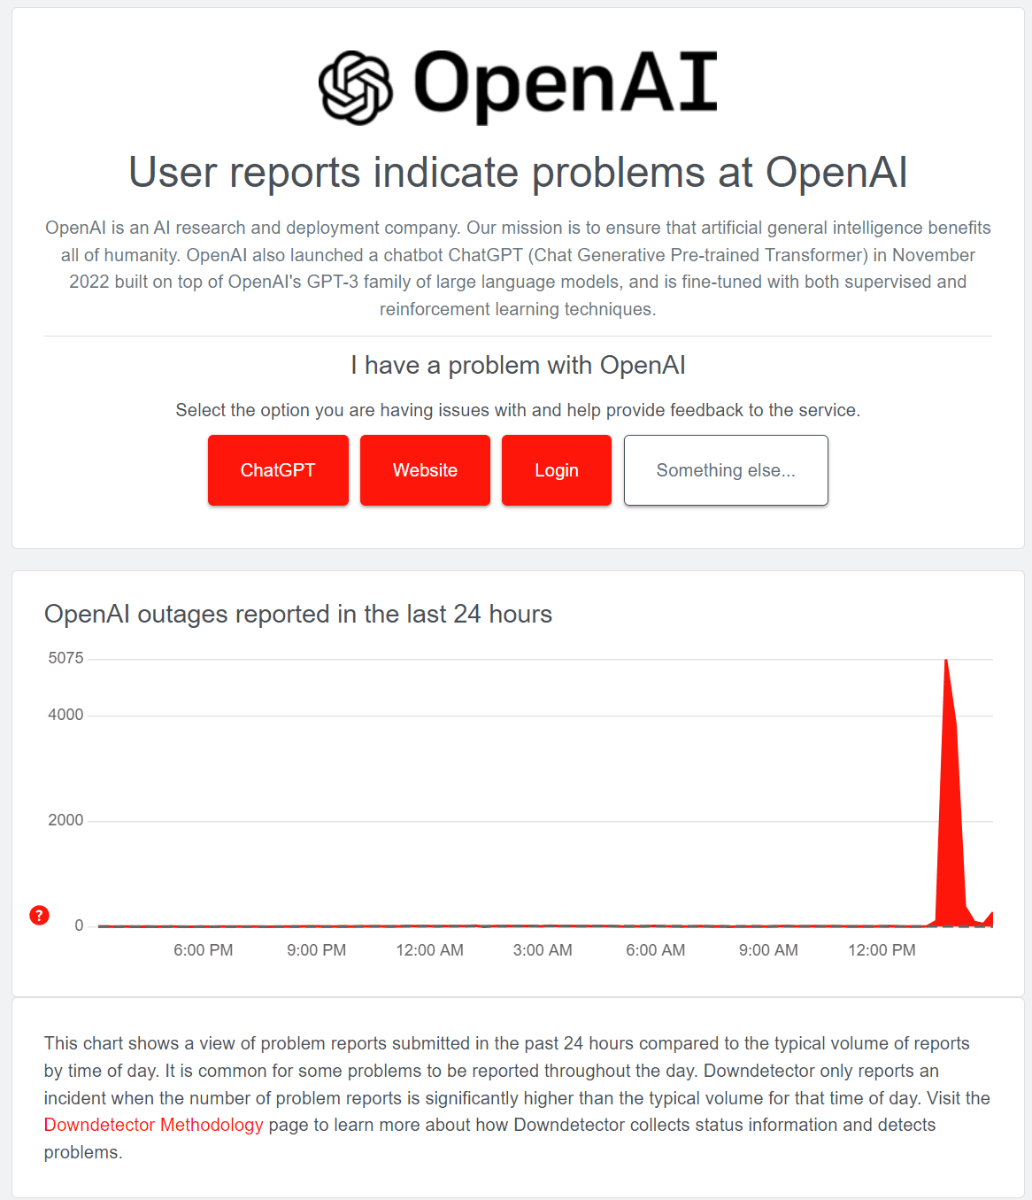 OpenAI
User reports indicate problems at OpenAI
OpenAI is an AI research and deployment company. Our mission is to ensure that artificial general intelligence benefits
all of humanity. OpenAI also launched a chatbot ChatGPT (Chat Generative Pre-trained Transformer) in November
2022 built on top of OpenAI's GPT-3 family of large language models, and is fine-tuned with both supervised and
reinforcement learning techniques.
I have a problem with OpenAI
Select the option you are having issues with and help provide feedback to the service.
ChatGPT Website Login Something else...
OpenAI outages reported in the last 24 hours
5075
4000
2000
? 0
6:00 PM 9:00 PM 12:00 AM 3:00 AM 6:00 AM 9:00 AM 12:00 PM
This chart shows a view of problem reports submitted in the past 24 hours compared to the typical volume of reports
by time of day. It is common for some problems to be reported throughout the day. Downdetector only reports an
incident when the number of problem reports is significantly higher than the typical volume for that time of day. Visit the
Downdetector Methodology page to learn more about how Downdetector collects status information and detects
problems.